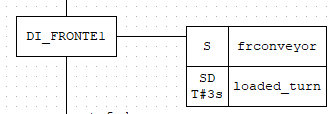 DI_FRONTE1
S frconveyor
SD
T#3s loaded_turn